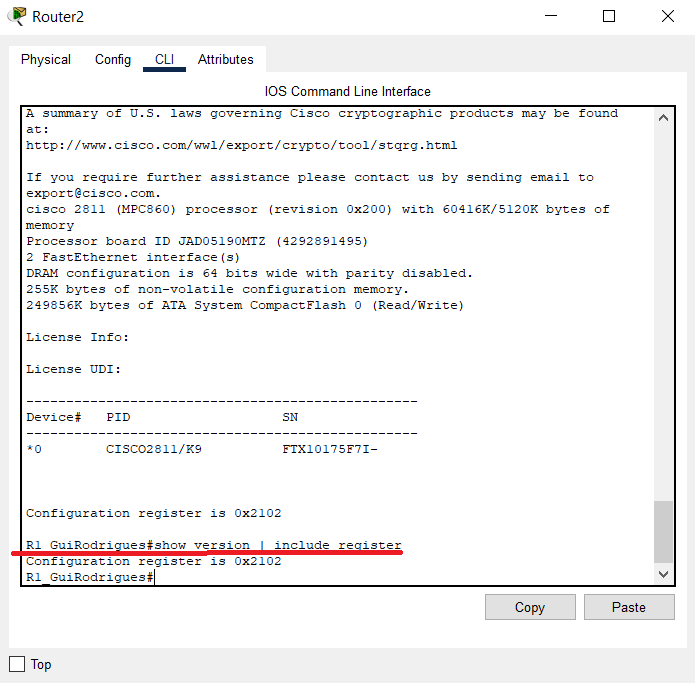 Router2
Physical Config CLI Attributes
IOS Command Line Interface
A summary of U.S. laws governing Cisco cryptographic products may be found
at:
http://www.cisco.com/wwl/export/crypto/tool/stqrg.html
If you require further assistance please contact us by sending email to
export@cisco.com.
cisco 2811 (MPC860) processor (revision 0x200) with 60416K/5120K bytes of
memory
Processor board ID JAD05190MTZ (4292891495)
2 FastEthernet interface(s)
DRAM configuration is 64 bits wide with parity disabled.
255K bytes of non-volatile configuration memory.
249856K bytes of ATA System CompactFlash 0 (Read/Write)
License Info:
License UDI:
-------------------------------------------------
Device# PID SN
-------------------------------------------------
*0 CISCO2811/K9 FTX10175F7I-
Configuration register is 0x2102
R1_GuiRodrigues#show version | include register
Configuration register is 0x2102
R1_GuiRodrigues#
Copy Paste
Top